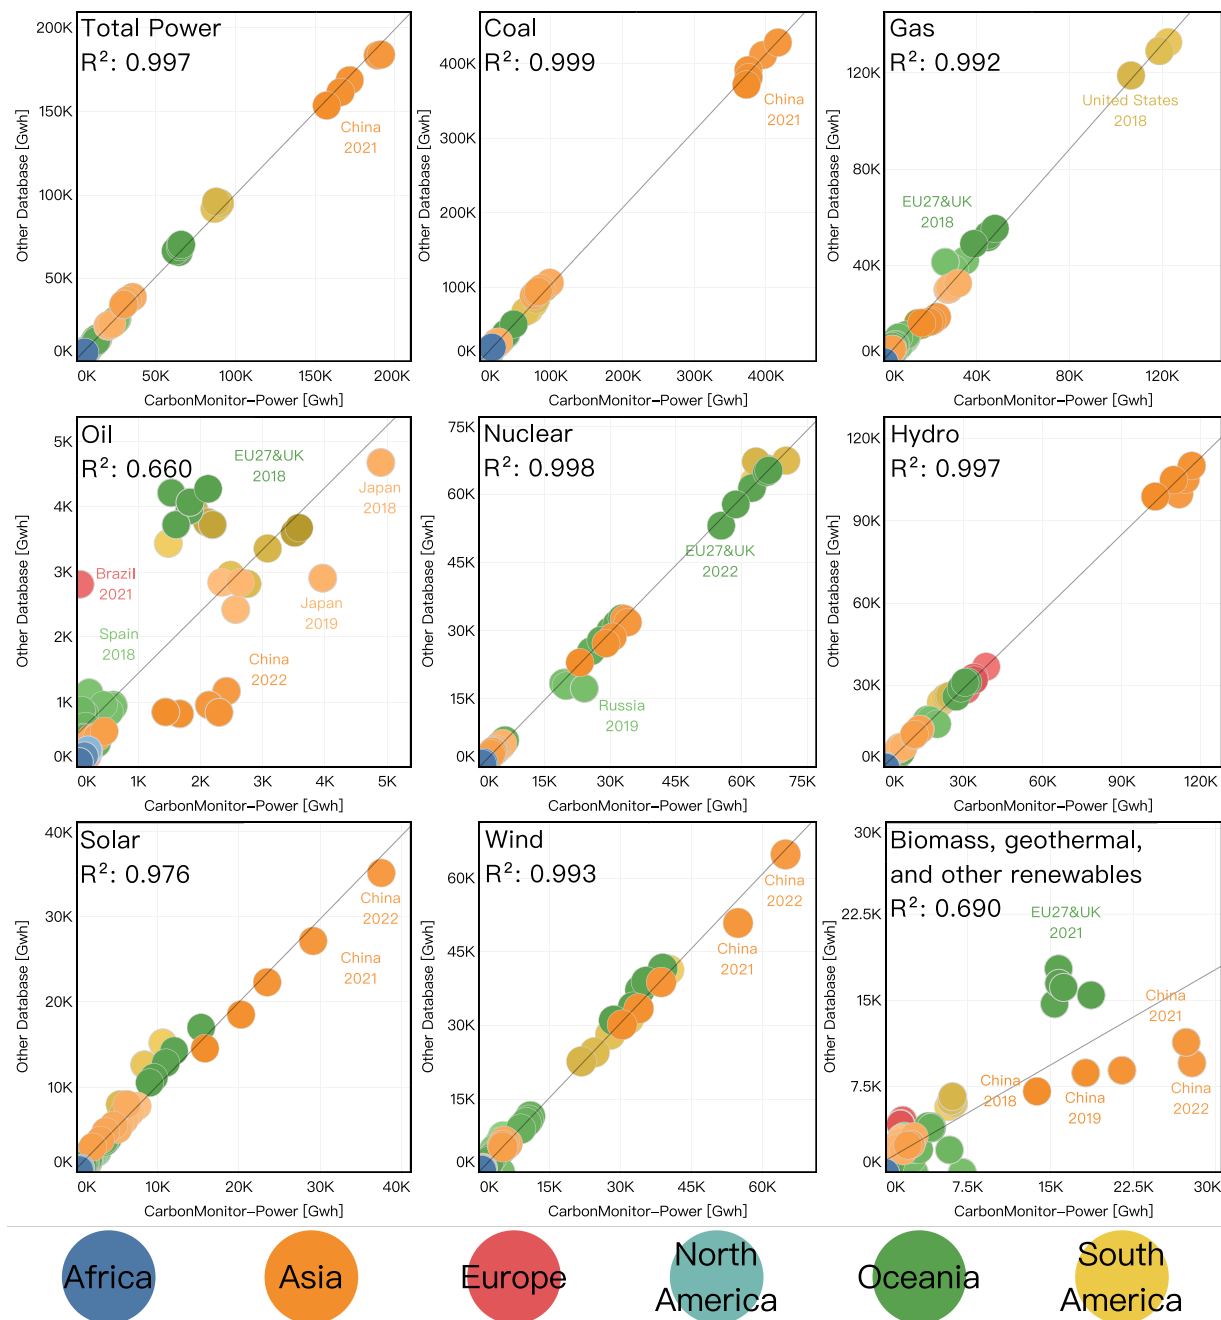 Total Power
R²: 0.997
200K
150K
100K
50K
0K
0K
50K
100K
150K
200K
China
2021
Other Database [Gwh]
CarbonMonitor-Power [Gwh]
Coal
R²: 0.999
400K
300K
200K
100K
0K
0K
100K
200K
300K
400K
China
2021
Other Database [Gwh]
CarbonMonitor-Power [Gwh]
Gas
R²: 0.992
120K
80K
40K
0K
0K
40K
80K
120K
United States
2018
EU27&UK
2018
Other Database [Gwh]
CarbonMonitor-Power [Gwh]
Oil
R²: 0.660
5K
4K
3K
2K
1K
0K
0K
1K
2K
3K
4K
5K
EU27&UK
2018
Japan
2018
Brazil
2021
Japan
2019
Spain
2018
China
2022
Other Database [Gwh]
CarbonMonitor-Power [Gwh]
Nuclear
R²: 0.998
75K
60K
45K
30K
15K
0K
0K
15K
30K
45K
60K
75K
EU27&UK
2022
Russia
2019
Other Database [Gwh]
CarbonMonitor-Power [Gwh]
Hydro
R²: 0.997
120K
90K
60K
30K
0K
0K
30K
60K
90K
120K
Other Database [Gwh]
CarbonMonitor-Power [Gwh]
Solar
R²: 0.976
40K
30K
20K
10K
0K
0K
10K
20K
30K
40K
China
2022
China
2021
Other Database [Gwh]
CarbonMonitor-Power [Gwh]
Wind
R²: 0.993
60K
45K
30K
15K
0K
0K
15K
30K
45K
60K
China
2022
China
2021
Other Database [Gwh]
CarbonMonitor-Power [Gwh]
Biomass, geothermal,
and other renewables
R²: 0.690
30K
22.5K
15K
7.5K
0K
0K
7.5K
15K
22.5K
30K
EU27&UK
2021
China
2021
China
2018
China
2019
China
2022
Other Database [Gwh]
CarbonMonitor-Power [Gwh]
Africa
Asia
Europe
North
America
Oceania
South
America